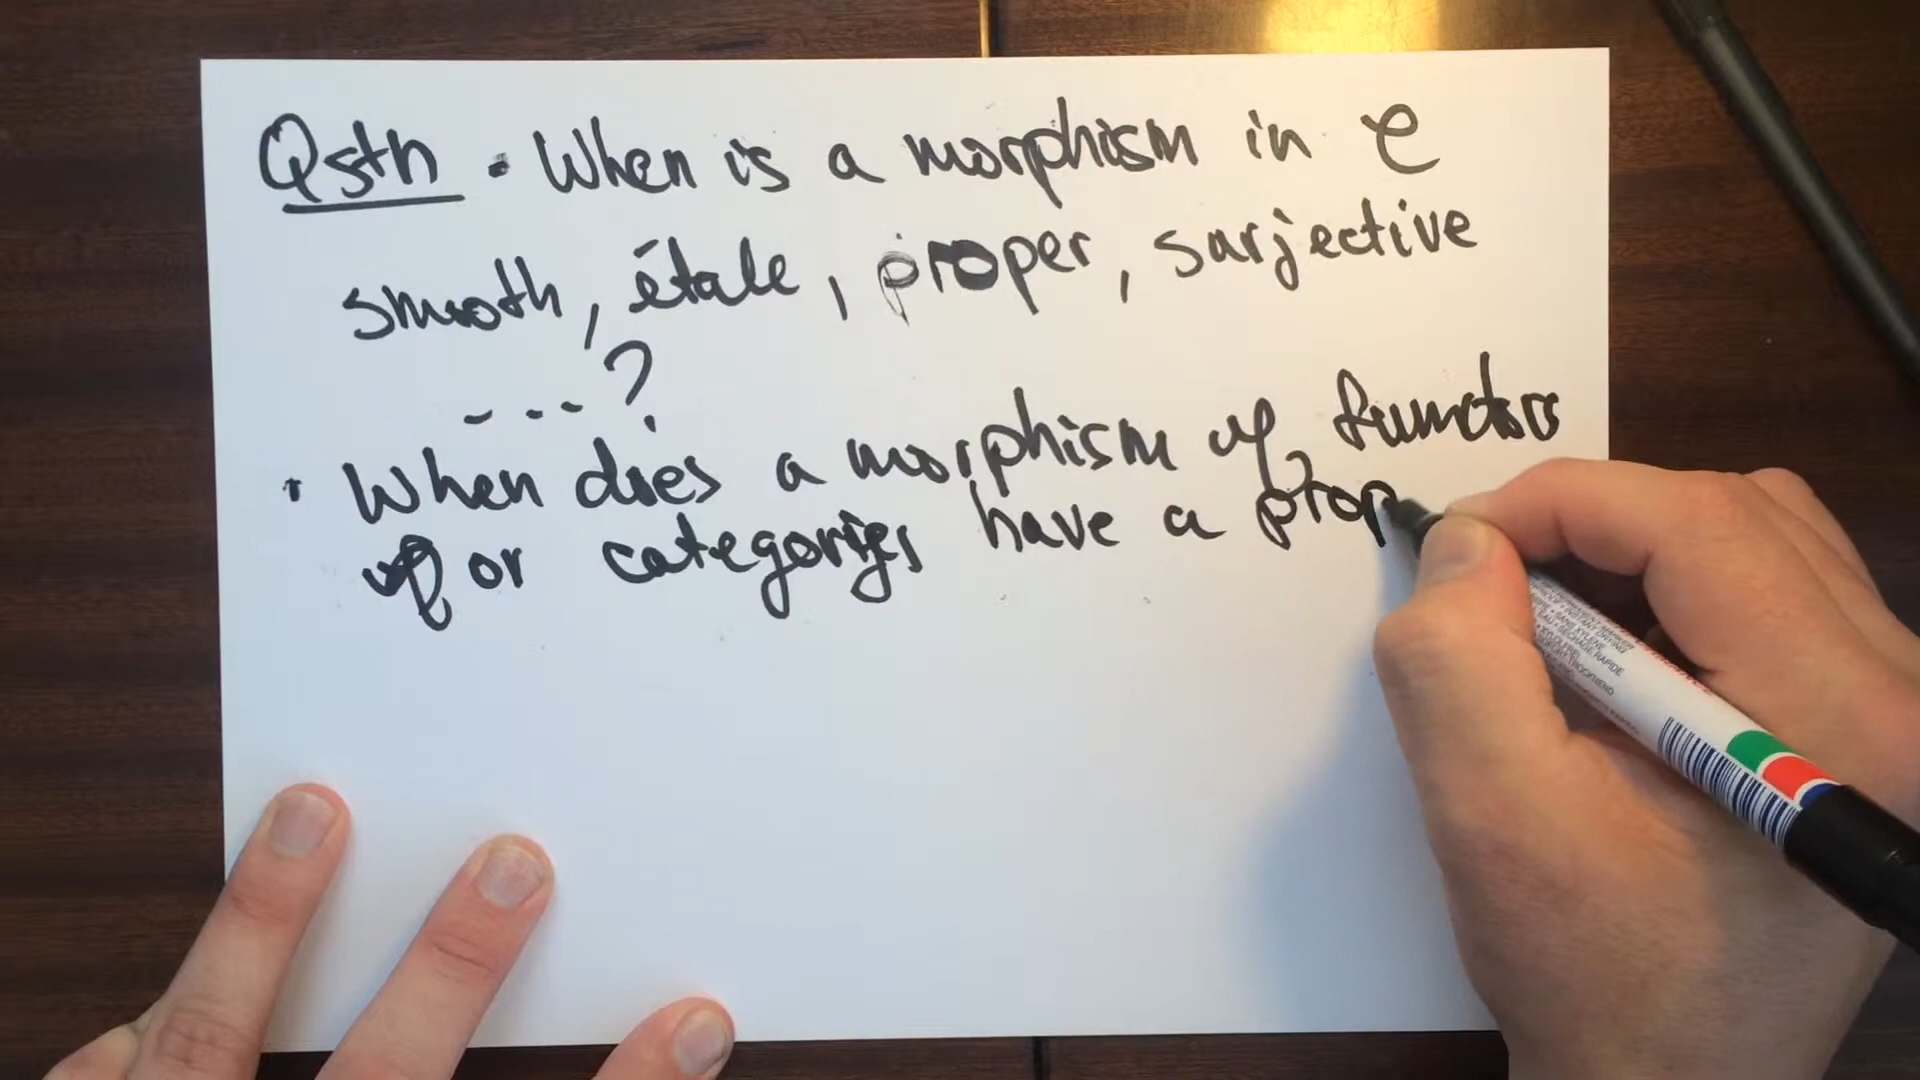 Qstn • When is a morphism in C
smooth, étale, proper, surjective
...?
• When does a morphism of functors
or categories have a prop